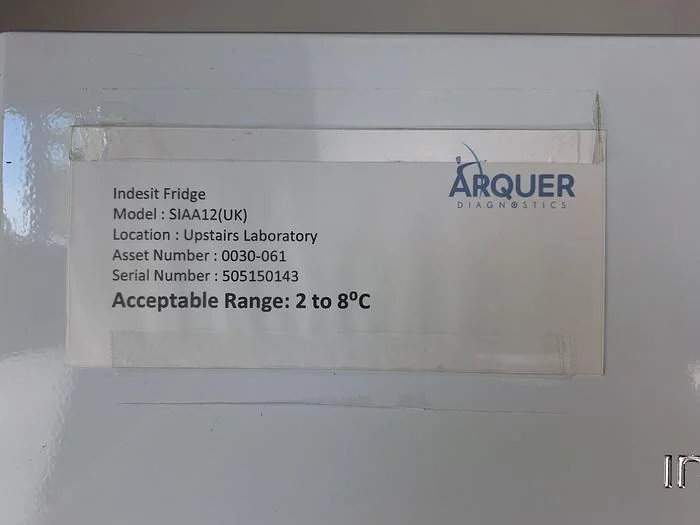 ARQUER
DIAGNOSTICS
Indesit Fridge
Model : SIAA12(UK)
Location : Upstairs Laboratory
Asset Number : 0030-061
Serial Number : 505150143
Acceptable Range: 2 to 8⁰C